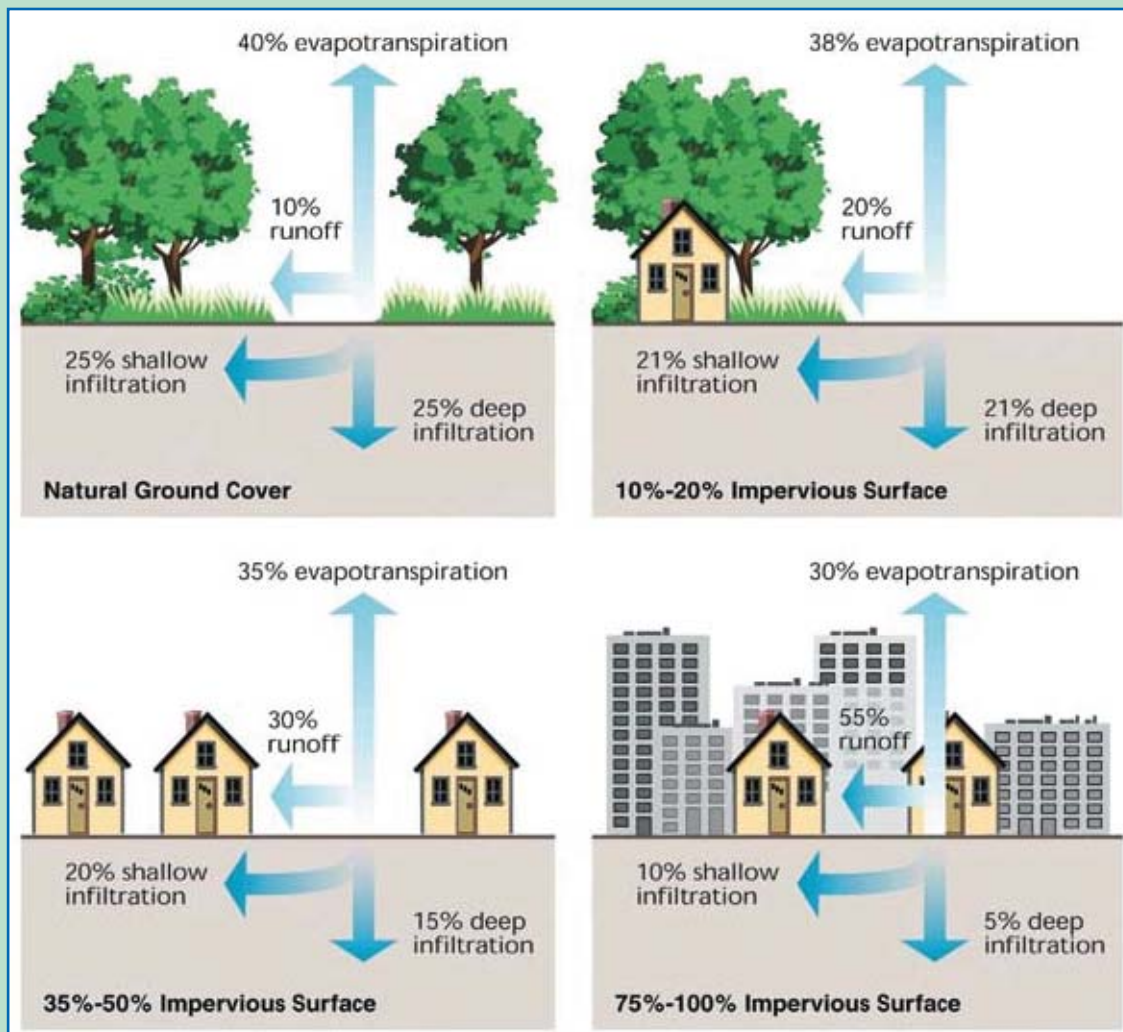 40% evapotranspiration
10%
runoff
25% shallow
infiltration
25% deep
infiltration
Natural Ground Cover
38% evapotranspiration
20%
runoff
21% shallow
infiltration
21% deep
infiltration
10%-20% Impervious Surface
35% evapotranspiration
30%
runoff
20% shallow
infiltration
15% deep
infiltration
35%-50% Impervious Surface
30% evapotranspiration
55%
runoff
10% shallow
infiltration
5% deep
infiltration
75%-100% Impervious Surface